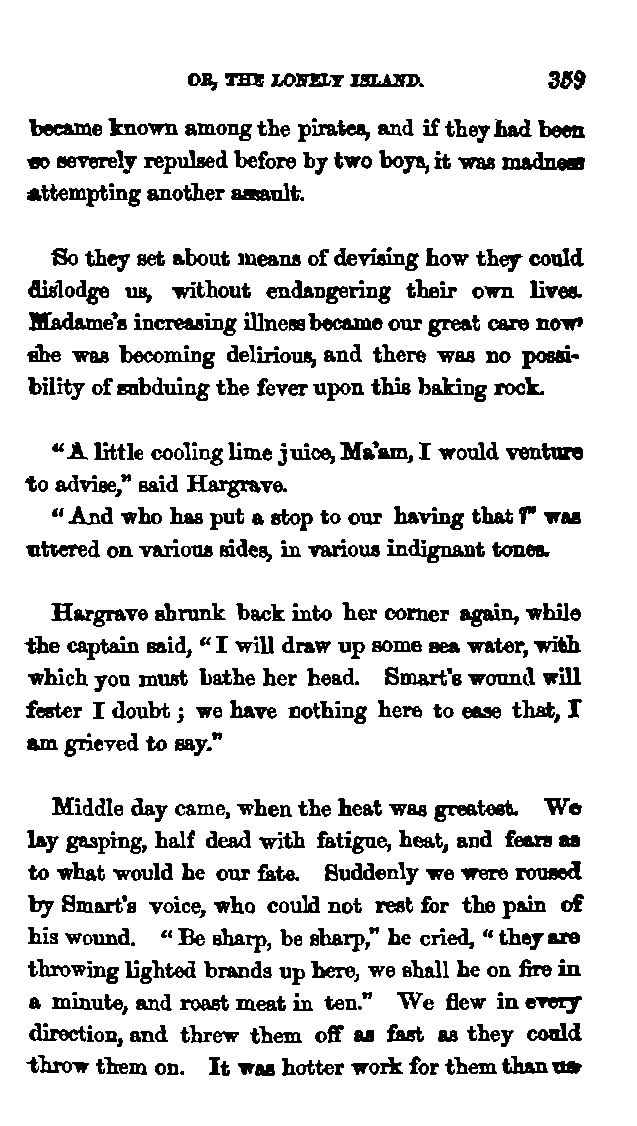 OR, THE LONELY ISLAND. 359
became known among the pirates, and if they had been
so severely repulsed before by two boys, it was madness
attempting another assault.
So they set about means of devising how they could
dislodge us, without endangering their own lives.
Madame's increasing illness became our great care now
she was becoming delirious, and there was no possi-
bility of subduing the fever upon this baking rock.
"A little cooling lime juice, Ma'am, I would venture
to advise," said Hargrave.
"And who has put a stop to our having that?" was
uttered on various sides, in various indignant tones.
Hargrave shrunk back into her corner again, while
the captain said, "I will draw up some sea water, with
which you must bathe her head. Smart's wound will
fester I doubt; we have nothing here to ease that, I
am grieved to say."
Middle day came, when the heat was greatest. We
lay gasping, half dead with fatigue, heat, and fears as
to what would be our fate. Suddenly we were roused
by Smart's voice, who could not rest for the pain of
his wound. "Be sharp, be sharp," he cried, "they are
throwing lighted brands up here, we shall be on fire in
a minute, and roast meat in ten." We flew in every
direction, and threw them off as fast as they could
throw them on. It was hotter work for them than us,